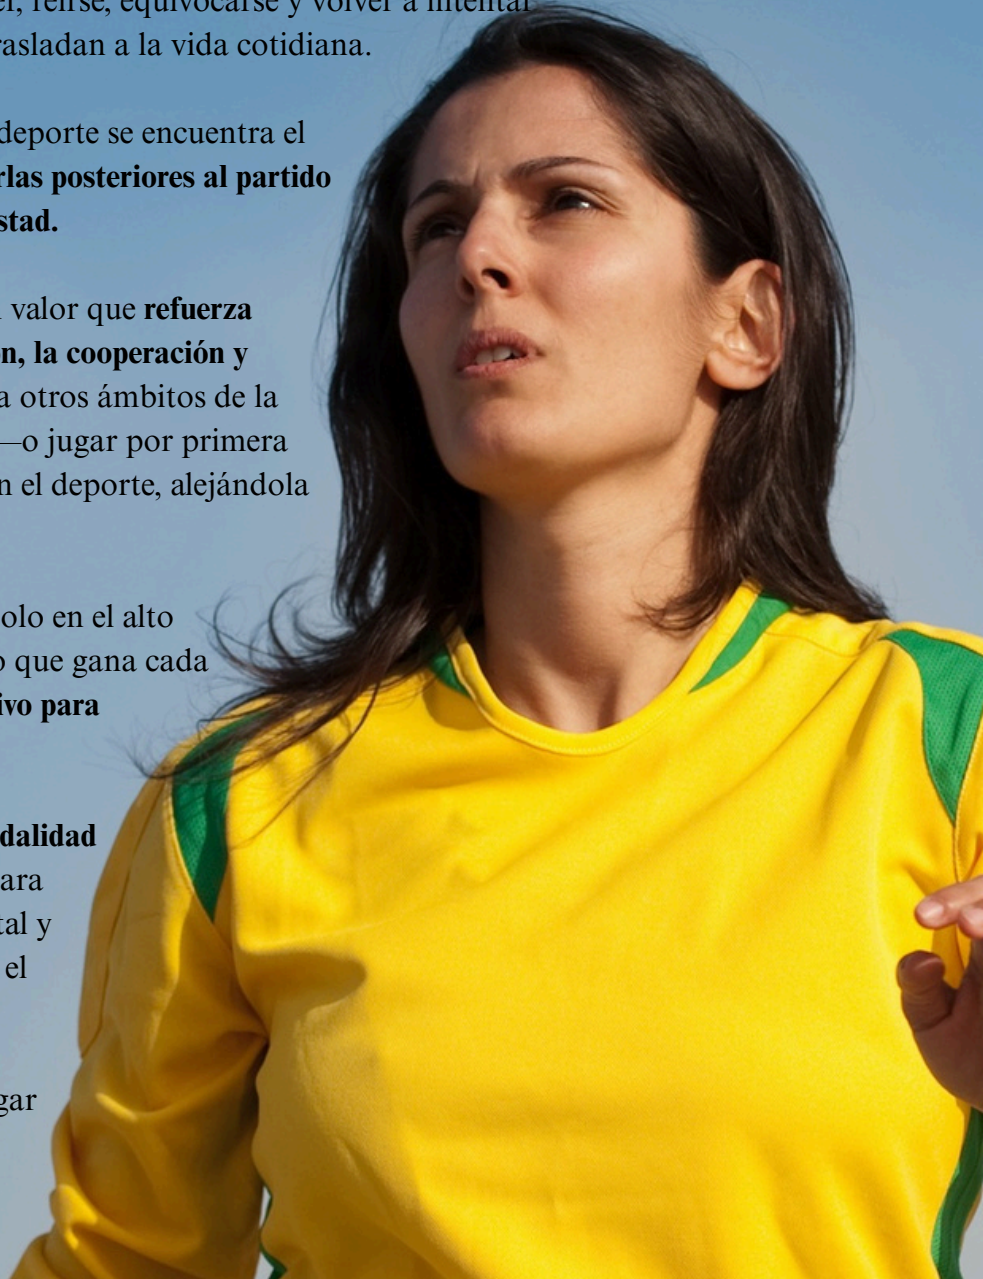 er, reírse, equivocarse y volver a intentar
rasladan a la vida cotidiana.
deporte se encuentra el
rlas posteriores al partido
stad.
valor que refuerza
n, la cooperación y
a otros ámbitos de la
—o jugar por primera
n el deporte, alejándola
olo en el alto
o que gana cada
ivo para
dalidad
ara
tal y
el
gar